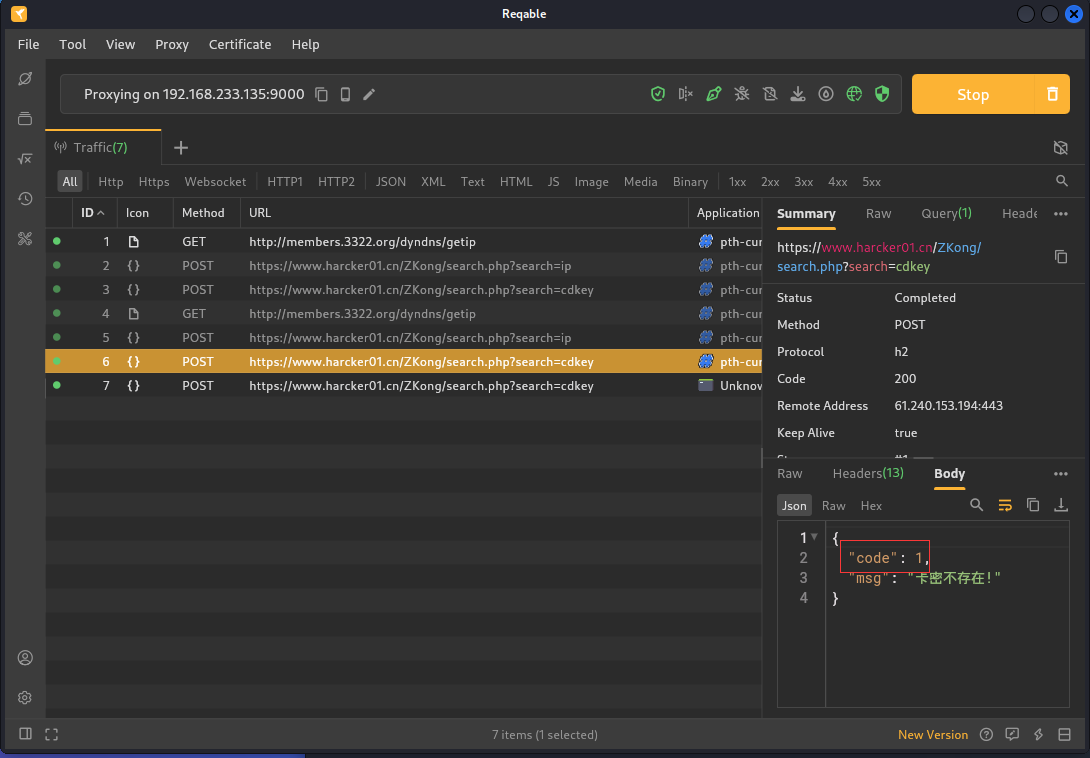 Reqable
File Tool View Proxy Certificate Help
Proxying on 192.168.233.135:9000
Stop
Traffic(7)
All Http Https Websocket HTTP1 HTTP2 JSON XML Text HTML JS Image Media Binary 1xx 2xx 3xx 4xx 5xx
ID Icon Method URL Application
1 GET http://members.3322.org/dyndns/getip pth-cur
2 { } POST https://www.harcker01.cn/ZKong/search.php?search=ip pth-cur
3 { } POST https://www.harcker01.cn/ZKong/search.php?search=cdkey pth-cur
4 GET http://members.3322.org/dyndns/getip pth-cur
5 { } POST https://www.harcker01.cn/ZKong/search.php?search=ip pth-cur
6 { } POST https://www.harcker01.cn/ZKong/search.php?search=cdkey pth-cur
7 { } POST https://www.harcker01.cn/ZKong/search.php?search=cdkey Unknow
Summary Raw Query(1) Heade
https://www.harcker01.cn/ZKong/
search.php?search=cdkey
Status Completed
Method POST
Protocol h2
Code 200
Remote Address 61.240.153.194:443
Keep Alive true
Raw Headers(13) Body
Json Raw Hex
1 {
2 "code": 1,
3 "msg": "卡密不存在!"
4 }
7 items (1 selected)
New Version